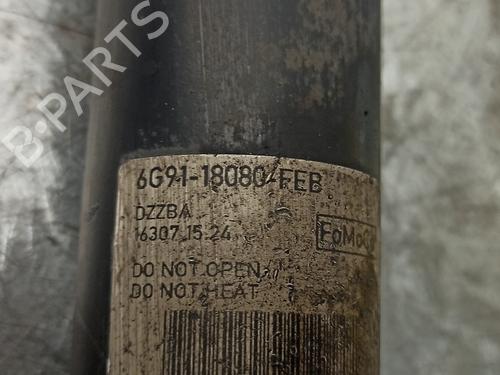 B-PARTS
6G91-18080-FEB
DZZBA
16307 15 24
FoMoCo
DO NOT OPEN
DO NOT HEAT